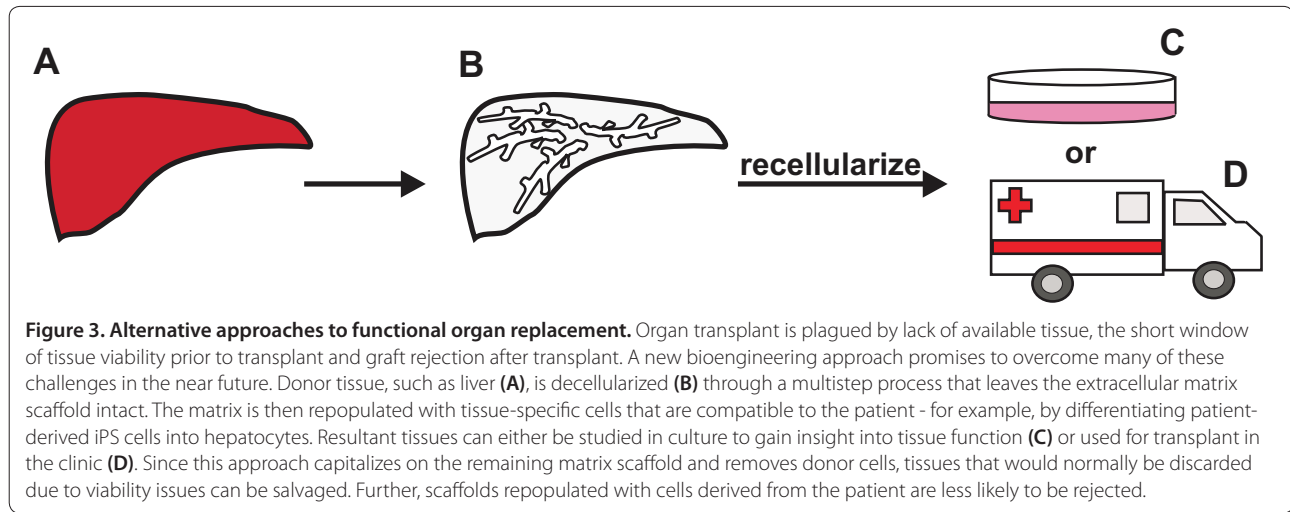 A
B
C
recellularize
or
D
Figure 3. Alternative approaches to functional organ replacement. Organ transplant is plagued by lack of available tissue, the short window
of tissue viability prior to transplant and graft rejection after transplant. A new bioengineering approach promises to overcome many of these
challenges in the near future. Donor tissue, such as liver (A), is decellularized (B) through a multistep process that leaves the extracellular matrix
scaffold intact. The matrix is then repopulated with tissue-specific cells that are compatible to the patient - for example, by differentiating patient-
derived iPS cells into hepatocytes. Resultant tissues can either be studied in culture to gain insight into tissue function (C) or used for transplant in
the clinic (D). Since this approach capitalizes on the remaining matrix scaffold and removes donor cells, tissues that would normally be discarded
due to viability issues can be salvaged. Further, scaffolds repopulated with cells derived from the patient are less likely to be rejected.